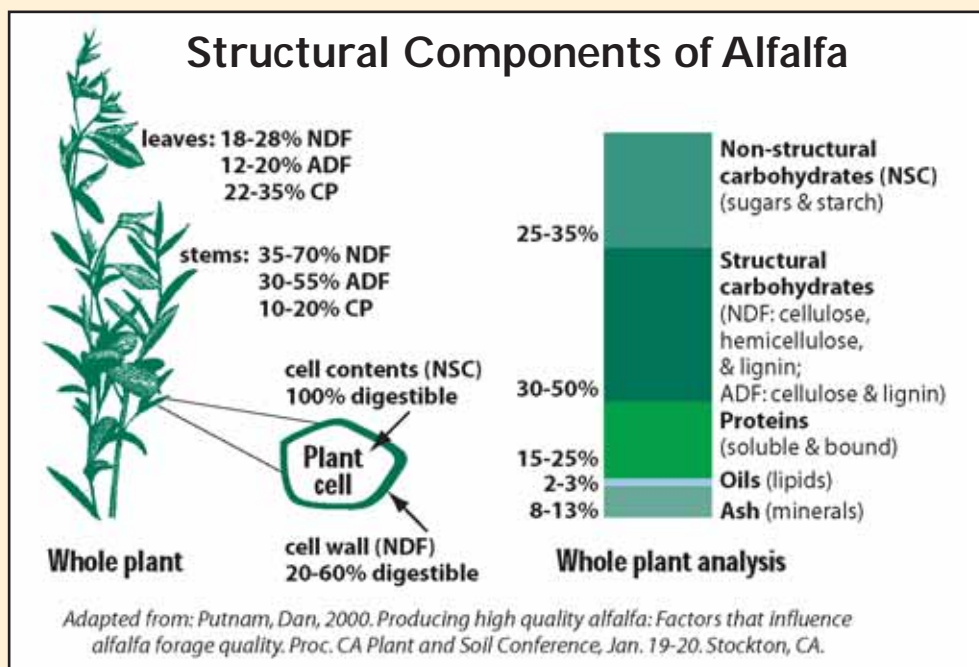 Structural Components of Alfalfa
leaves: 18-28% NDF
12-20% ADF
22-35% CP
stems: 35-70% NDF
30-55% ADF
10-20% CP
cell contents (NSC)
100% digestible
Plant
cell
cell wall (NDF)
20-60% digestible
Whole plant
Non-structural
carbohydrates (NSC)
(sugars & starch)
25-35%
Structural
carbohydrates
(NDF: cellulose,
hemicellulose,
& lignin;
ADF: cellulose & lignin)
30-50%
Proteins
(soluble & bound)
15-25%
Oils (lipids)
2-3%
Ash (minerals)
8-13%
Whole plant analysis
Adapted from: Putnam, Dan, 2000. Producing high quality alfalfa: Factors that influence
alfalfa forage quality. Proc. CA Plant and Soil Conference, Jan. 19-20. Stockton, CA.